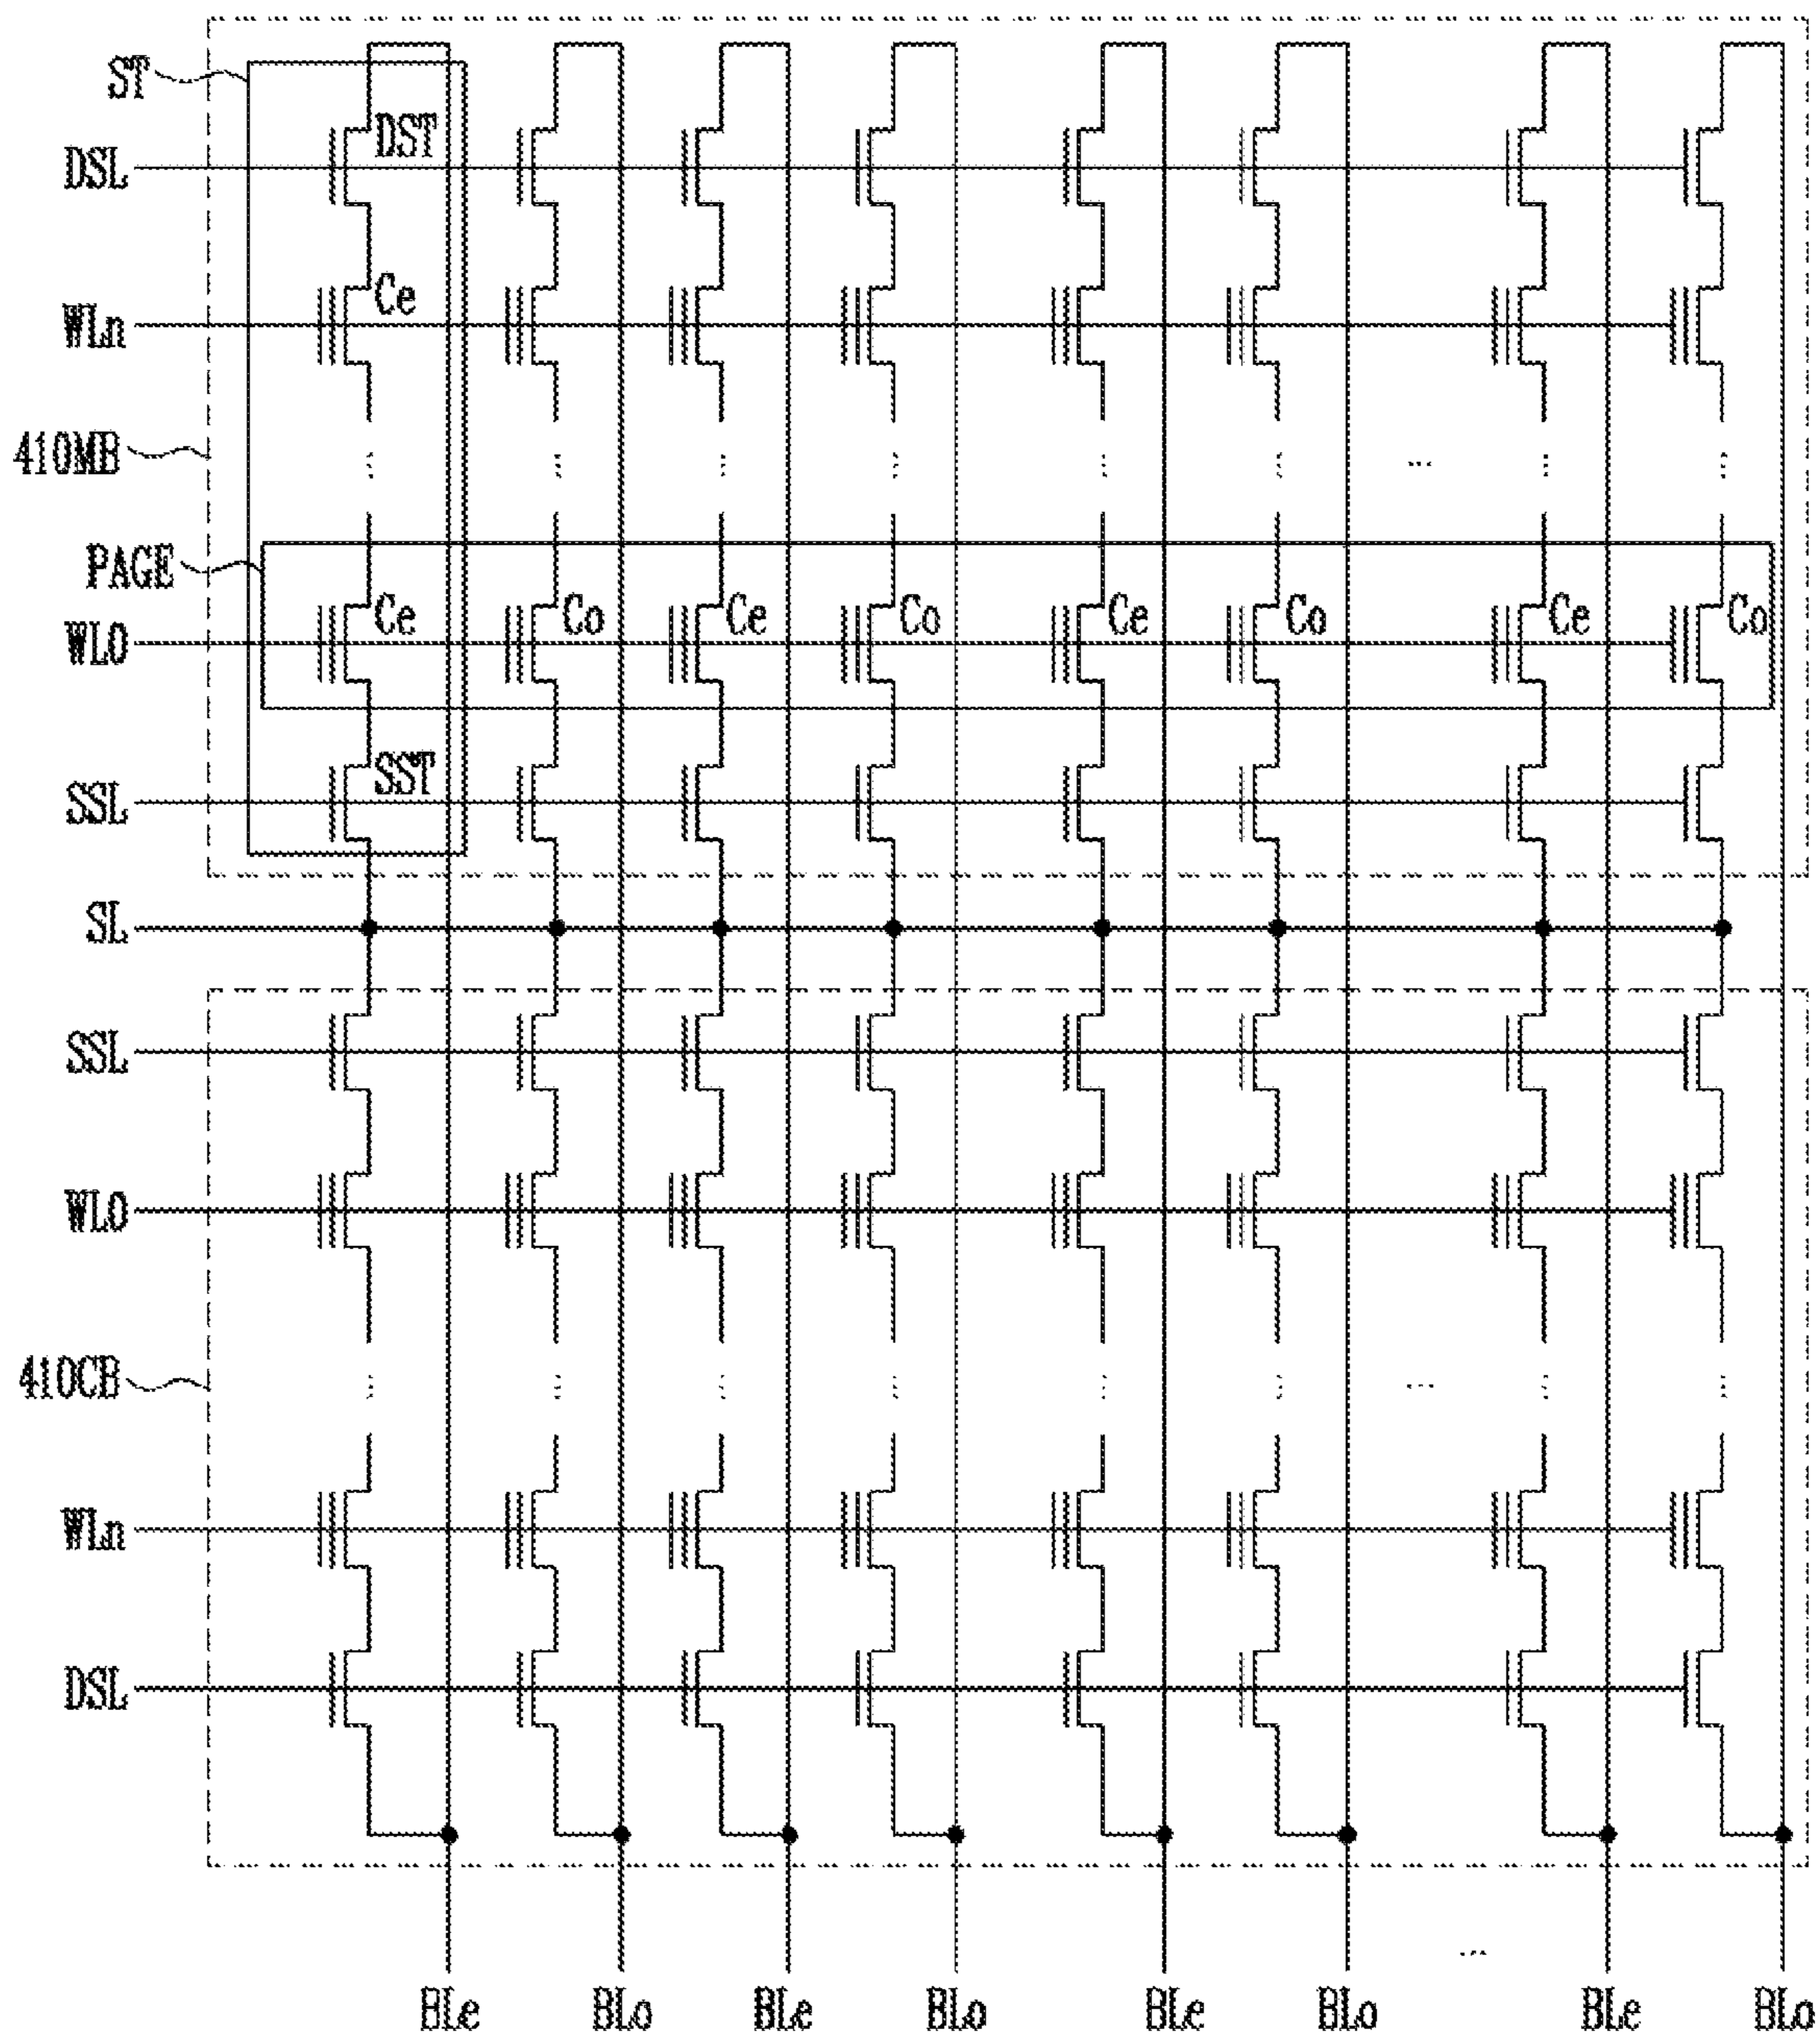 ST
DST
DSL
Ce
WLn
410MB
...
PAGE
Ce Co Ce Co Ce Co Ce Co
WL0
SST
SSL
SL
SSL
WL0
410CB
...
WLn
DSL
...
BLe BLo BLe BLo BLe BLo BLe BLo